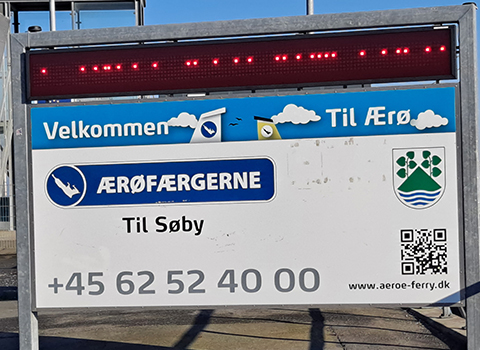 Velkommen Til Ærø
ÆRØFÆRGERNE
Til Søby
+45 62 52 40 00
www.aeroe-ferry.dk